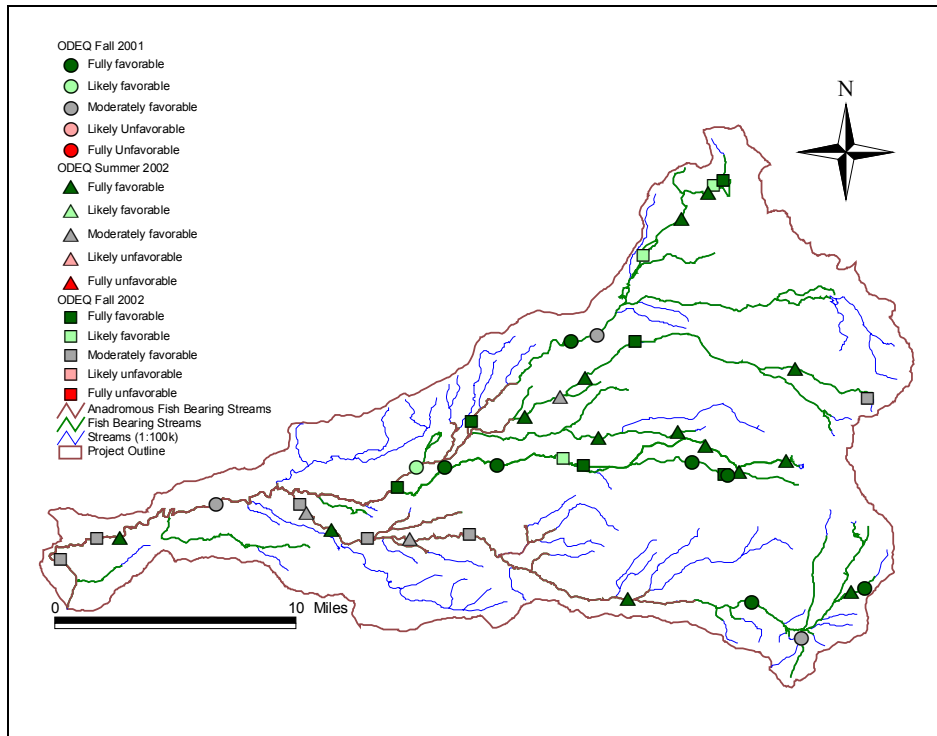 ODEQ Fall 2001
Fully favorable
Likely favorable
Moderately favorable
Likely Unfavorable
Fully Unfavorable
ODEQ Summer 2002
Fully favorable
Likely favorable
Moderately favorable
Likely unfavorable
Fully unfavorable
ODEQ Fall 2002
Fully favorable
Likely favorable
Moderately favorable
Likely unfavorable
Fully unfavorable
Anadromous Fish Bearing Streams
Fish Bearing Streams
Streams (1:100k)
Project Outline
N
0 10 Miles